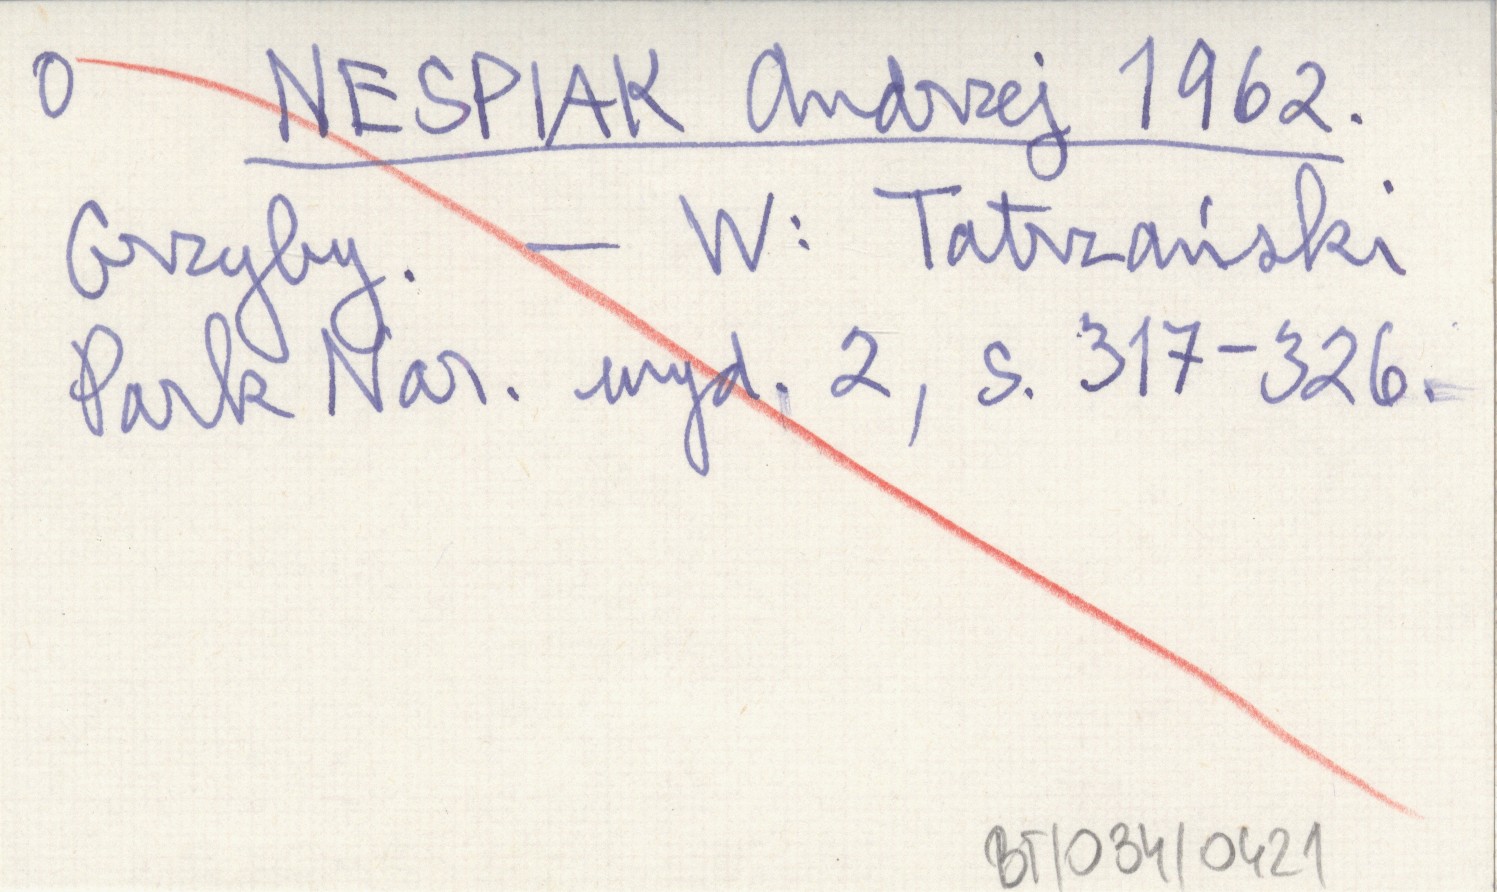 0 NESPIAK Andrzej 1962.
Grzyby. — W: Tatrzański
Park Nar. wyd. 2, s. 317-326.
BT/034/0421